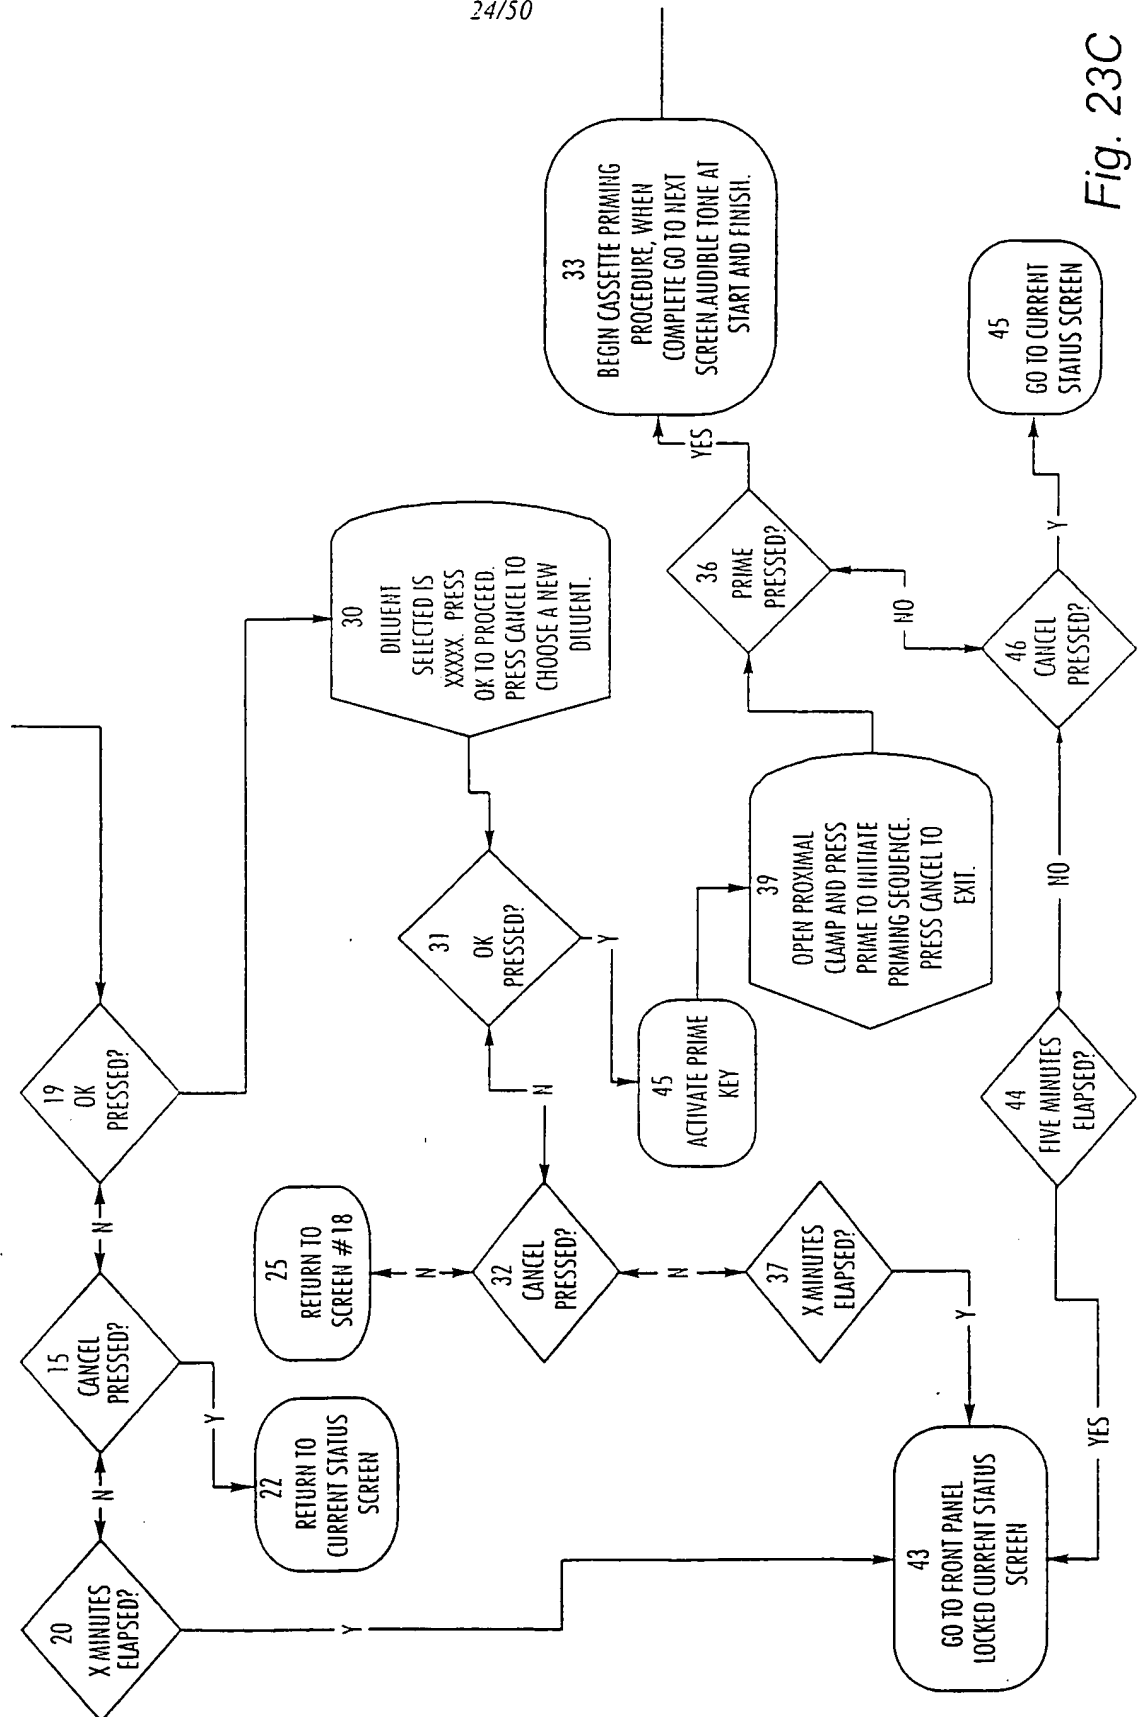 24/50
20
X MINUTES
ELAPSED?
N
15
CANCEL
PRESSED?
N
19
OK
PRESSED?
Y
22
RETURN TO
CURRENT STATUS
SCREEN
25
RETURN TO
SCREEN #18
30
DILUENT
SELECTED IS
XXXXX. PRESS
OK TO PROCEED.
PRESS CANCEL TO
CHOOSE A NEW
DILUENT.
Y
N
31
OK
PRESSED?
N
32
CANCEL
PRESSED?
N
37
X MINUTES
ELAPSED?
Y
Y
45
ACTIVATE PRIME
KEY
39
OPEN PROXIMAL
CLAMP AND PRESS
PRIME TO INITIATE
PRIMING SEQUENCE.
PRESS CANCEL TO
EXIT.
36
PRIME
PRESSED?
YES
33
BEGIN CASSETTE PRIMING
PROCEDURE, WHEN
COMPLETE GO TO NEXT
SCREEN.AUDIBLE TONE AT
START AND FINISH.
NO
43
GO TO FRONT PANEL
LOCKED CURRENT STATUS
SCREEN
YES
44
FIVE MINUTES
ELAPSED?
NO
46
CANCEL
PRESSED?
Y
45
GO TO CURRENT
STATUS SCREEN
Fig. 23C